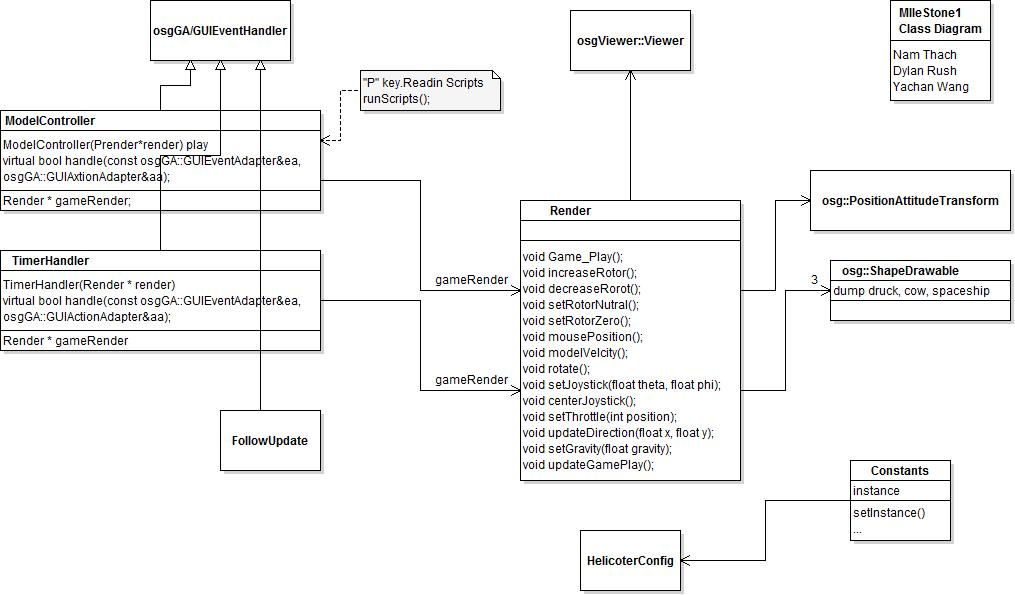 osgGA/GUIEventHandler
osgViewer::Viewer
MIleStone1
Class Diagram
Nam Thach
Dylan Rush
Yachan Wang
"P" key.Readin Scripts
runScripts();
ModelController
ModelController(Prender*render) play
virtual bool handle(const osgGA::GUIEventAdapter&ea,
osgGA::GUIAxtionAdapter&aa);
Render * gameRender;
osg::PositionAttitudeTransform
Render
void Game_Play();
void increaseRotor();
void decreaseRorot();
void setRotorNutral();
void setRotorZero();
void mousePosition();
void modelVelcity();
void rotate();
void setJoystick(float theta, float phi);
void centerJoystick();
void setThrottle(int position);
void updateDirection(float x, float y);
void setGravity(float gravity);
void updateGamePlay();
gameRender
gameRender
TimerHandler
TimerHandler(Render * render)
virtual bool handle(const osgGA::GUIEventAdapter&ea,
osgGA::GUIActionAdapter&aa);
Render * gameRender
3
osg::ShapeDrawable
dump druck, cow, spaceship
FollowUpdate
Constants
instance
setInstance()
...
HelicoterConfig